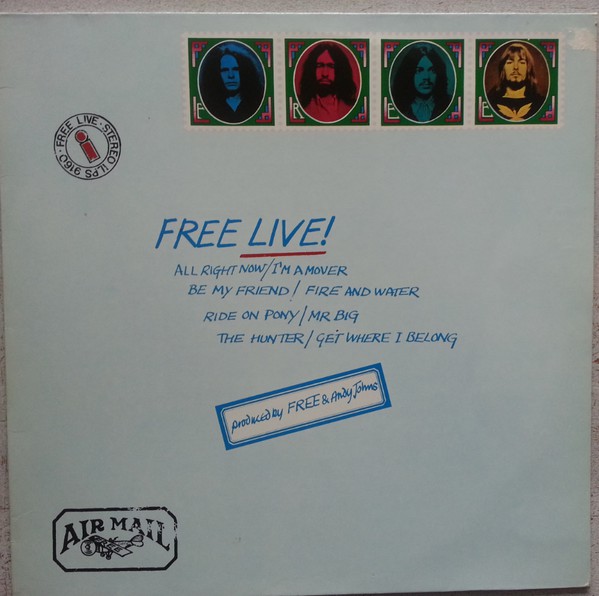 F R E E
FREE LIVE · STEREO ILPS 9160 ·
i
FREE LIVE!
ALL RIGHT NOW/I'M A MOVER
BE MY FRIEND/ FIRE AND WATER
RIDE ON PONY/MR BIG
THE HUNTER/GET WHERE I BELONG
produced by FREE & Andy Johns
AIR MAIL